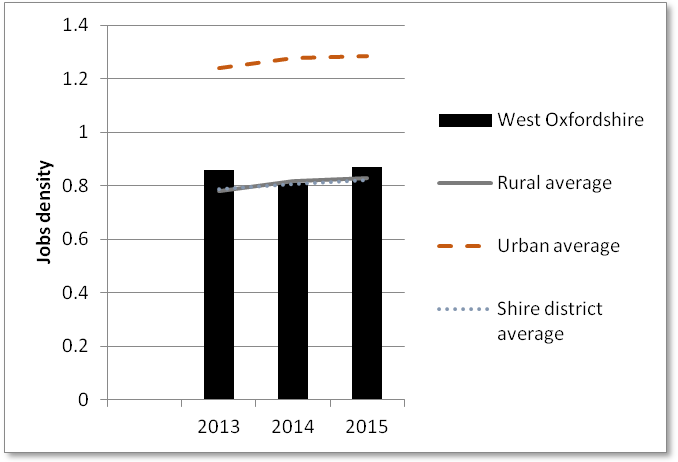 1.4
1.2
1
0.8
0.6
0.4
0.2
0
Jobs density
2013 2014 2015
West Oxfordshire
Rural average
Urban average
Shire district
average